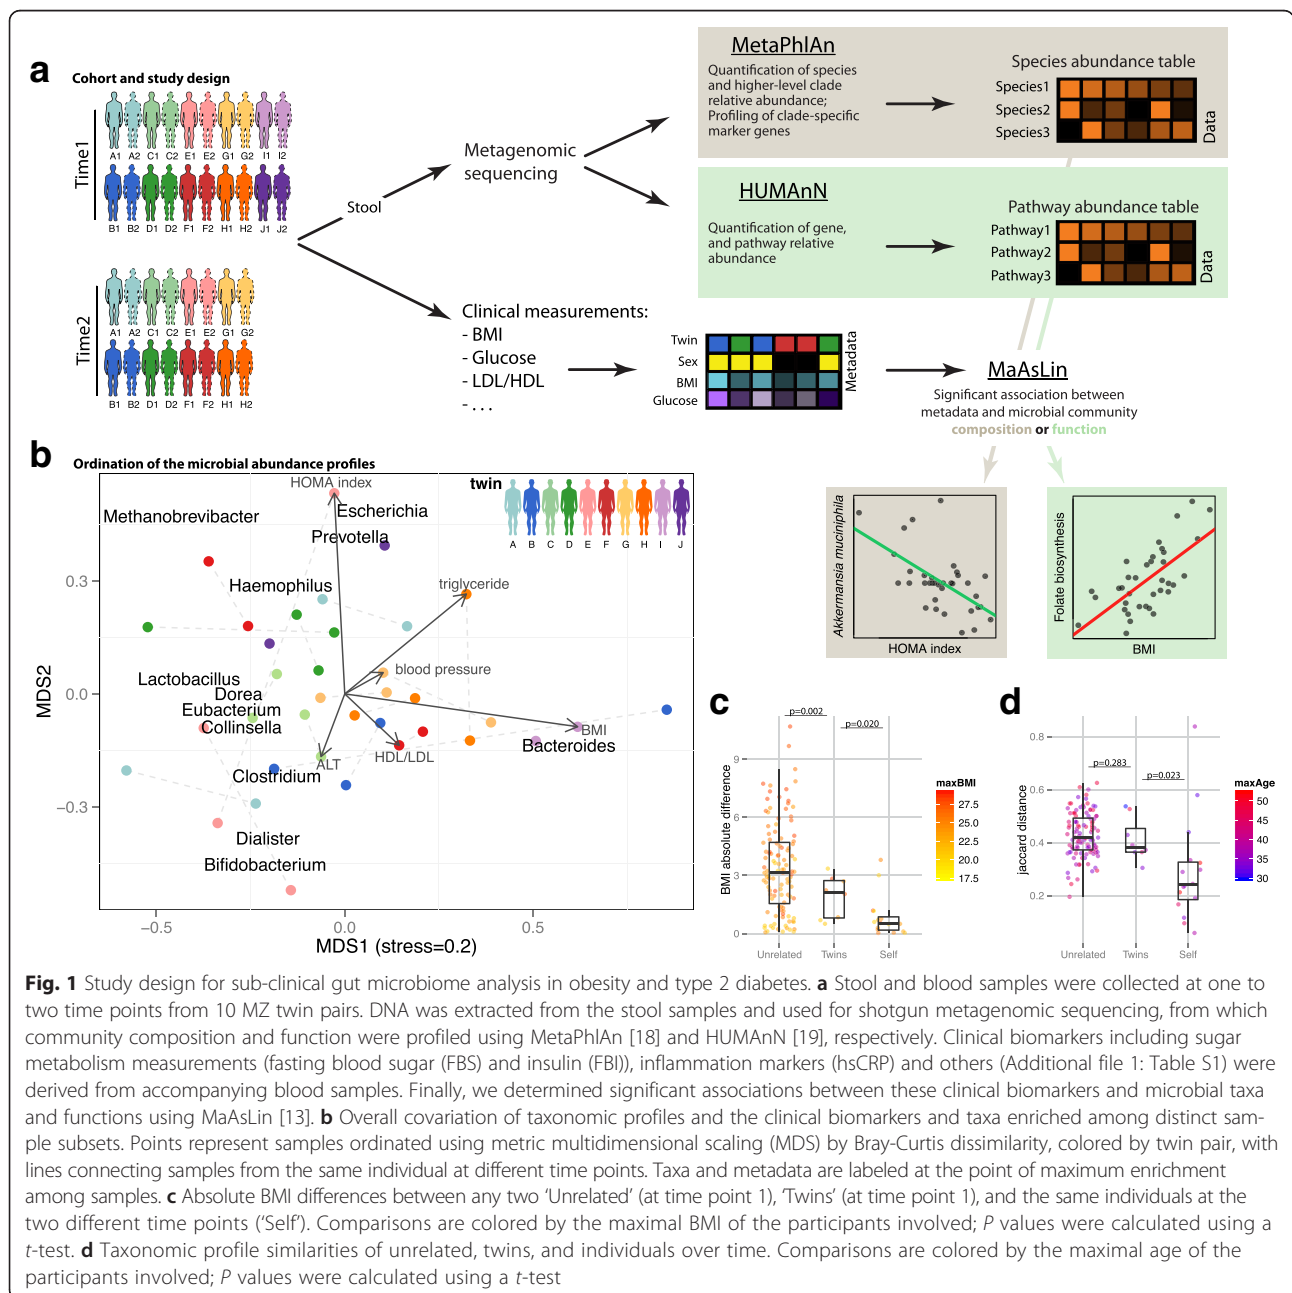 a
Cohort and study design
Time1
A1 A2 C1 C2 E1 E2 G1 G2 I1 I2
B1 B2 D1 D2 F1 F2 H1 H2 J1 J2
Time2
A1 A2 C1 C2 E1 E2 G1 G2
B1 B2 D1 D2 F1 F2 H1 H2
Stool
Metagenomic
sequencing
Clinical measurements:
- BMI
- Glucose
- LDL/HDL
- . . .
MetaPhlAn
Quantification of species
and higher-level clade
relative abundance;
Profiling of clade-specific
marker genes
Species abundance table
Species1
Species2
Species3
Data
HUMAnN
Quantification of gene,
and pathway relative
abundance
Pathway abundance table
Pathway1
Pathway2
Pathway3
Data
Twin
Sex
BMI
Glucose
Metadata
MaAsLin
Significant association between
metadata and microbial community
composition or function
Akkermansia muciniphila
HOMA index
Folate biosynthesis
BMI
b
Ordination of the microbial abundance profiles
twin
A B C D E F G H I J
HOMA index
Methanobrevibacter
Escherichia
Prevotella
triglyceride
Haemophilus
blood pressure
Lactobacillus
Dorea
Eubacterium
Collinsella
BMI
Bacteroides
HDL/LDL
ALT
Clostridium
Dialister
Bifidobacterium
MDS2
0.3
0.0
−0.3
−0.5 0.0 0.5
MDS1 (stress=0.2)
c
p=0.002
p=0.020
BMI absolute difference
9
6
3
0
Unrelated Twins Self
maxBMI
27.5
25.0
22.5
20.0
17.5
d
p=0.283
p=0.023
jaccard distance
0.8
0.6
0.4
0.2
Unrelated Twins Self
maxAge
50
45
40
35
30
Fig. 1 Study design for sub-clinical gut microbiome analysis in obesity and type 2 diabetes. a Stool and blood samples were collected at one to
two time points from 10 MZ twin pairs. DNA was extracted from the stool samples and used for shotgun metagenomic sequencing, from which
community composition and function were profiled using MetaPhlAn [18] and HUMAnN [19], respectively. Clinical biomarkers including sugar
metabolism measurements (fasting blood sugar (FBS) and insulin (FBI)), inflammation markers (hsCRP) and others (Additional file 1: Table S1) were
derived from accompanying blood samples. Finally, we determined significant associations between these clinical biomarkers and microbial taxa
and functions using MaAsLin [13]. b Overall covariation of taxonomic profiles and the clinical biomarkers and taxa enriched among distinct sam-
ple subsets. Points represent samples ordinated using metric multidimensional scaling (MDS) by Bray-Curtis dissimilarity, colored by twin pair, with
lines connecting samples from the same individual at different time points. Taxa and metadata are labeled at the point of maximum enrichment
among samples. c Absolute BMI differences between any two ‘Unrelated’ (at time point 1), ‘Twins’ (at time point 1), and the same individuals at the
two different time points (‘Self’). Comparisons are colored by the maximal BMI of the participants involved; P values were calculated using a
t-test. d Taxonomic profile similarities of unrelated, twins, and individuals over time. Comparisons are colored by the maximal age of the
participants involved; P values were calculated using a t-test